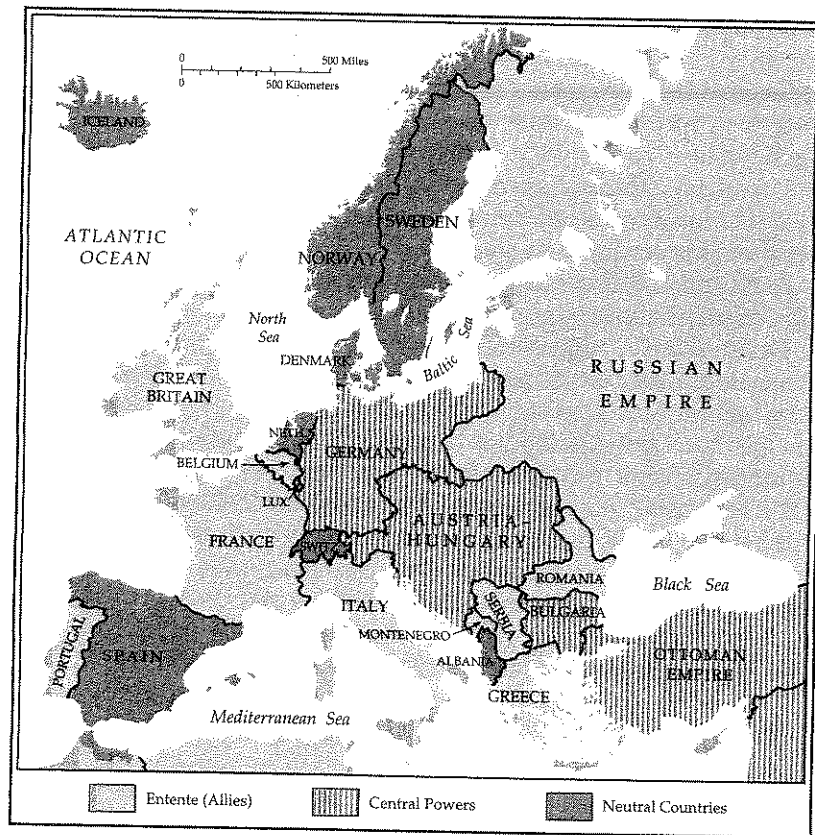 0 500 Miles
0 500 Kilometers
ICELAND
ATLANTIC
OCEAN
SWEDEN
NORWAY
North
Sea
DENMARK
Baltic Sea
RUSSIAN
EMPIRE
GREAT
BRITAIN
GERMANY
BELGIUM
LUX
AUSTRIA-
HUNGARY
FRANCE
ROMANIA
Black Sea
ITALY
SERBIA
BULGARIA
MONTENEGRO
PORTUGAL
SPAIN
ALBANIA
OTTOMAN
EMPIRE
GREECE
Mediterranean Sea
Entente (Allies)
Central Powers
Neutral Countries